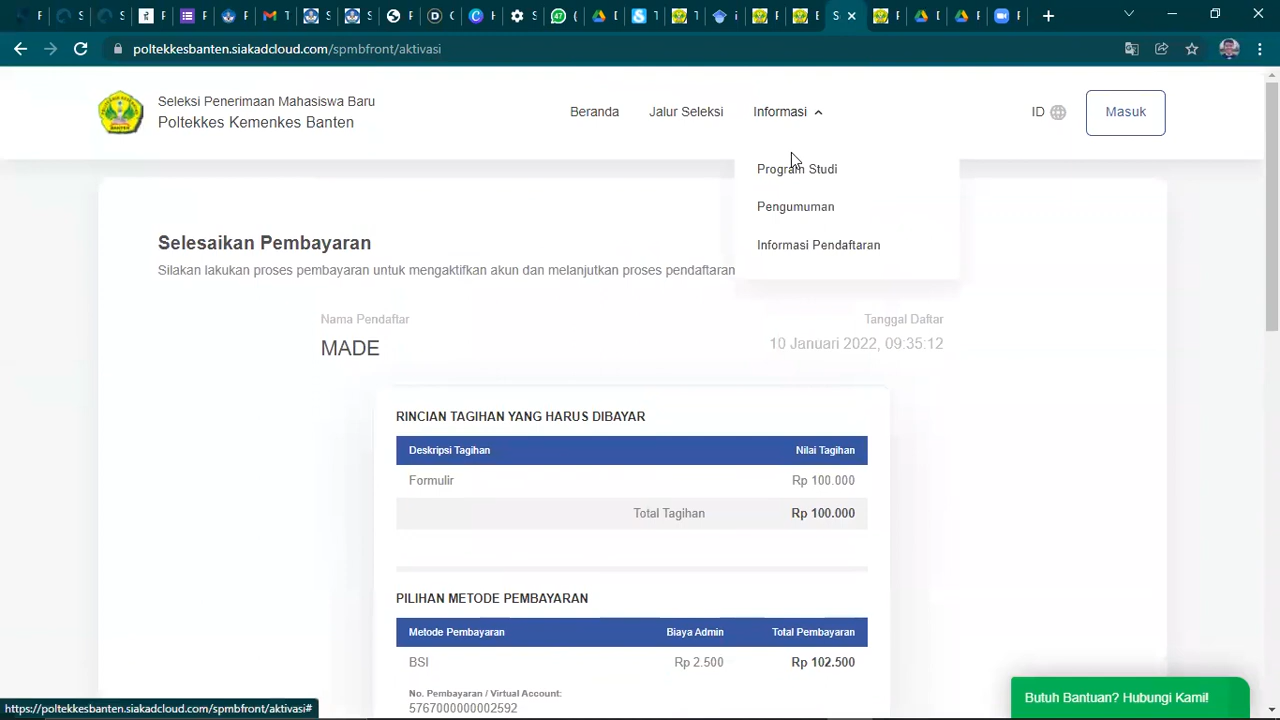 poltekkesbanten.siakadcloud.com/spmbfront/aktivasi
Seleksi Penerimaan Mahasiswa Baru
Poltekkes Kemenkes Banten
Beranda
Jalur Seleksi
Informasi
ID
Masuk
Program Studi
Pengumuman
Informasi Pendaftaran
Selesaikan Pembayaran
Silakan lakukan proses pembayaran untuk mengaktifkan akun dan melanjutkan proses pendaftaran
Nama Pendaftar
Tanggal Daftar
MADE
10 Januari 2022, 09:35:12
RINCIAN TAGIHAN YANG HARUS DIBAYAR
Deskripsi Tagihan Nilai Tagihan
Formulir Rp 100.000
Total Tagihan Rp 100.000
PILIHAN METODE PEMBAYARAN
Metode Pembayaran Biaya Admin Total Pembayaran
BSI Rp 2.500 Rp 102.500
No. Pembayaran / Virtual Account:
5767000000002592
Butuh Bantuan? Hubungi Kami!
https://poltekkesbanten.siakadcloud.com/spmbfront/aktivasi#